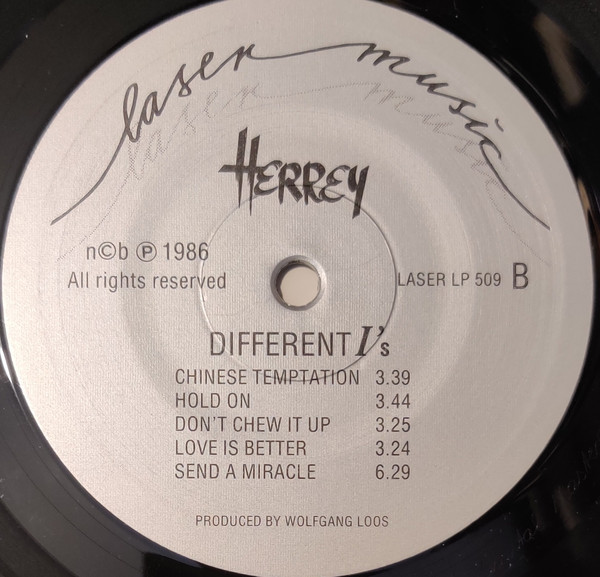 laser music
HERREY
n©b ℗ 1986
All rights reserved
LASER LP 509 B
DIFFERENT I's
CHINESE TEMPTATION 3.39
HOLD ON 3.44
DON'T CHEW IT UP 3.25
LOVE IS BETTER 3.24
SEND A MIRACLE 6.29
PRODUCED BY WOLFGANG LOOS